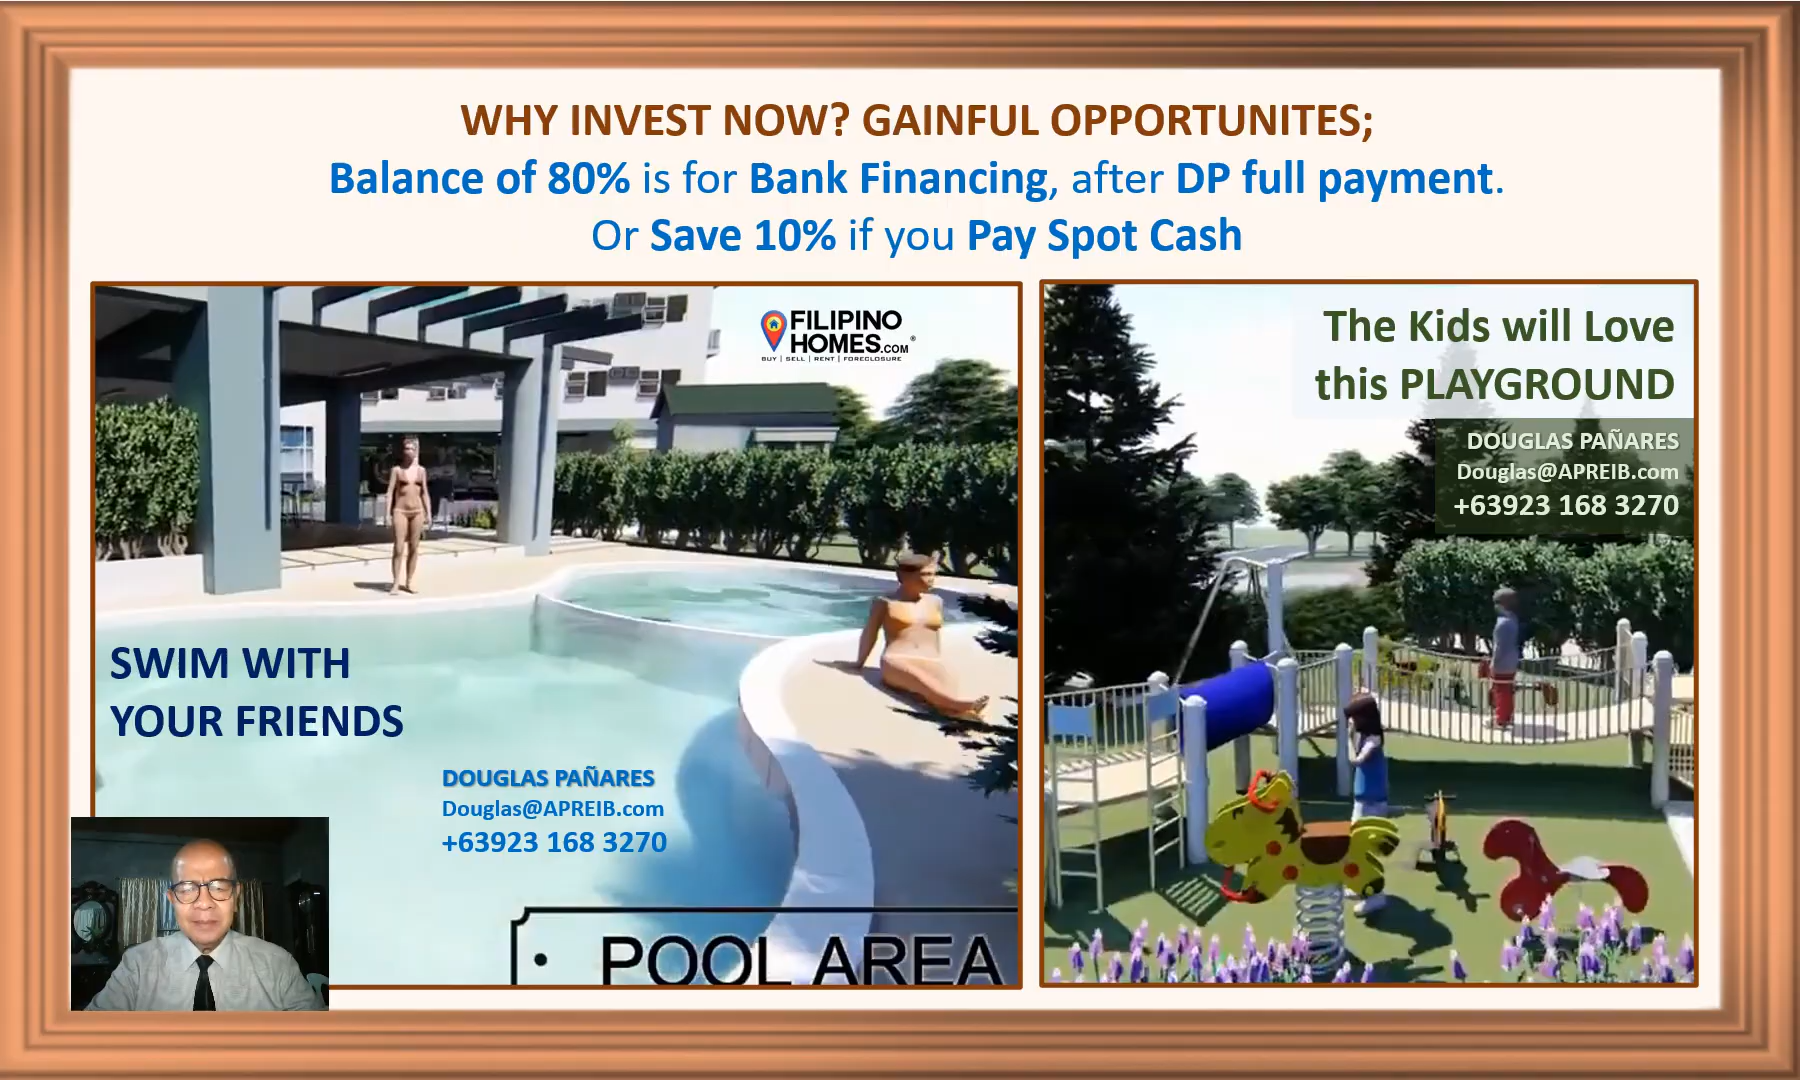 WHY INVEST NOW? GAINFUL OPPORTUNITES;
Balance of 80% is for Bank Financing, after DP full payment.
Or Save 10% if you Pay Spot Cash
FILIPINO
HOMES.COM®
BUY | SELL | RENT | FORECLOSURE
SWIM WITH
YOUR FRIENDS
DOUGLAS PAÑARES
Douglas@APREIB.com
+63923 168 3270
POOL AREA
The Kids will Love
this PLAYGROUND
DOUGLAS PAÑARES
Douglas@APREIB.com
+63923 168 3270